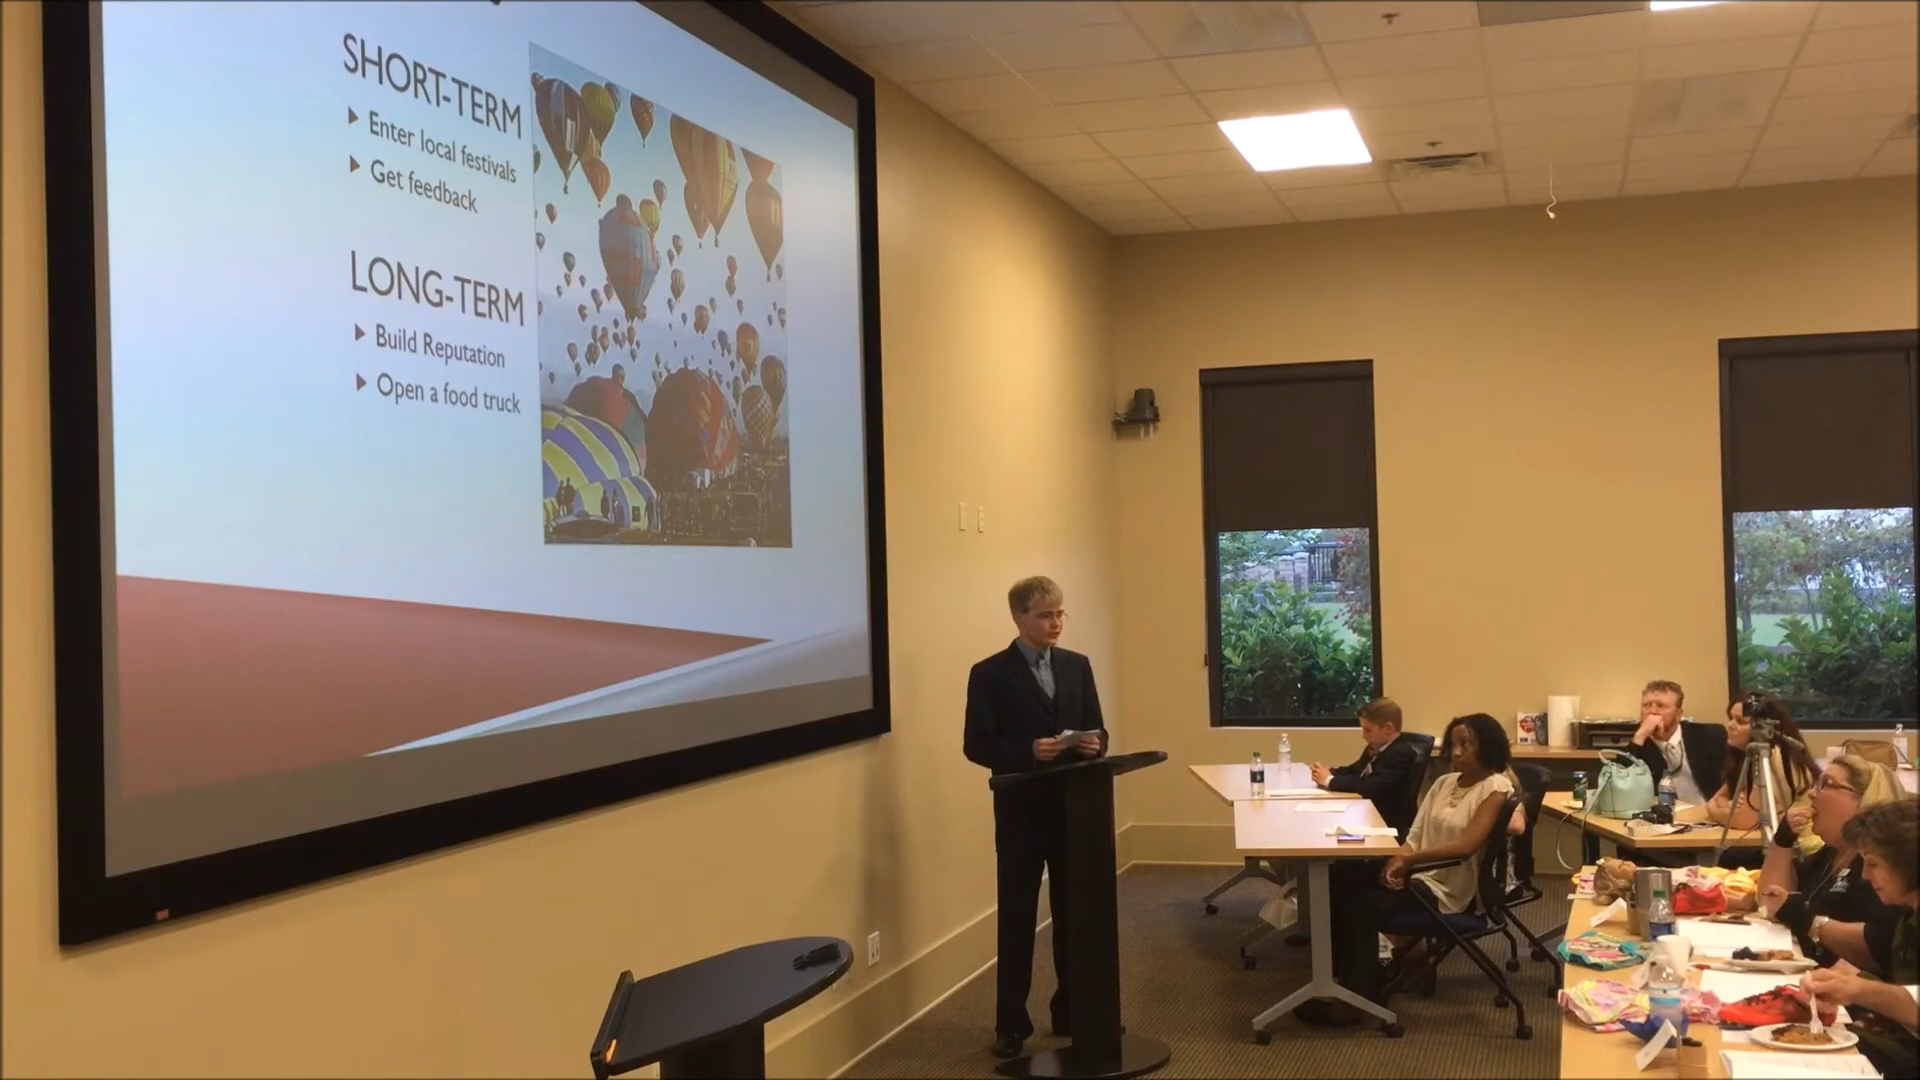 SHORT-TERM
Enter local festivals
Get feedback
LONG-TERM
Build Reputation
Open a food truck